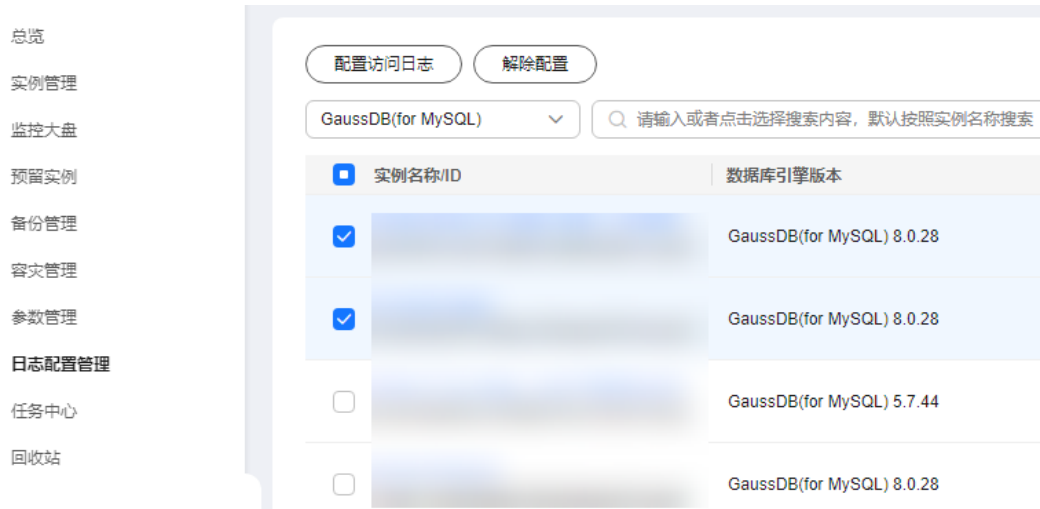 总览
实例管理
监控大盘
预留实例
备份管理
容灾管理
参数管理
日志配置管理
任务中心
回收站
配置访问日志 解除配置
GaussDB(for MySQL) 请输入或者点击选择搜索内容，默认按照实例名称搜索
实例名称/ID 数据库引擎版本
GaussDB(for MySQL) 8.0.28
GaussDB(for MySQL) 8.0.28
GaussDB(for MySQL) 5.7.44
GaussDB(for MySQL) 8.0.28